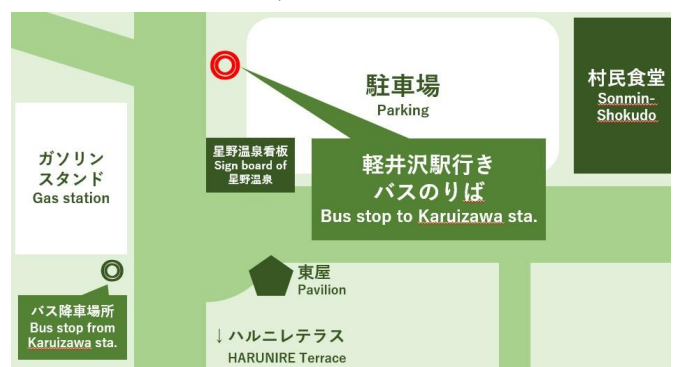 駐車場
Parking
村民食堂
Sonmin-
Shokudo
ガソリン
スタンド
Gas station
星野温泉看板
Sign board of
星野温泉
軽井沢駅行き
バスのりば
Bus stop to Karuizawa sta.
東屋
Pavilion
バス降車場所
Bus stop from
Karuizawa sta.
↓ハルニレテラス
HARUNIRE Terrace